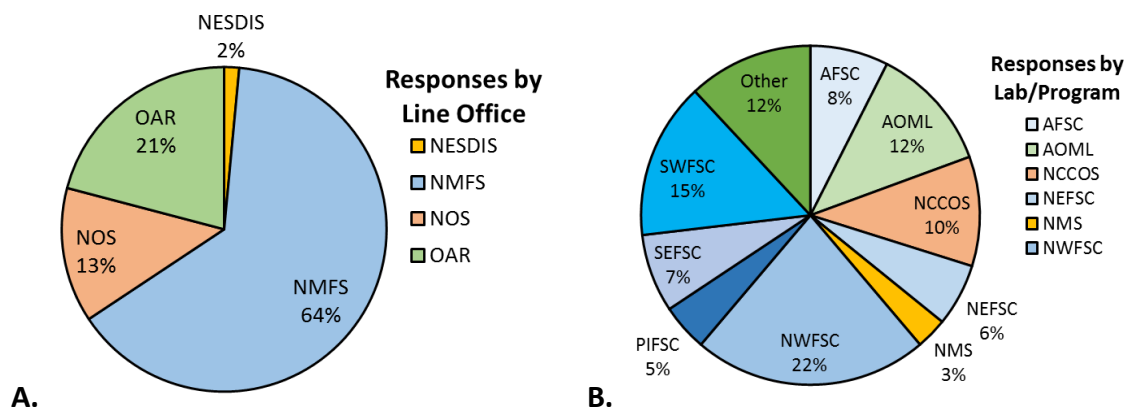 NESDIS
2%
OAR
21%
NOS
13%
NMFS
64%
Responses by
Line Office
NESDIS
NMFS
NOS
OAR
A.
Other
12%
AFSC
8%
AOML
12%
SWFSC
15%
NCCOS
10%
SEFSC
7%
NEFSC
6%
PIFSC
5%
NWFSC
22%
NMS
3%
Responses by
Lab/Program
AFSC
AOML
NCCOS
NEFSC
NMS
NWFSC
B.